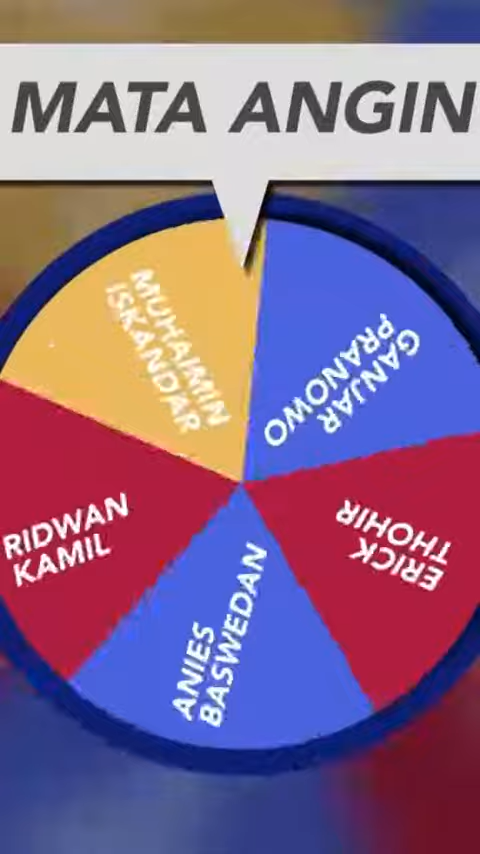 MATA ANGIN
MUHAIMIN
ISKANDAR
GANJAR
PRANOWO
ERICK
THOHIR
ANIES
BASWEDAN
RIDWAN
KAMIL